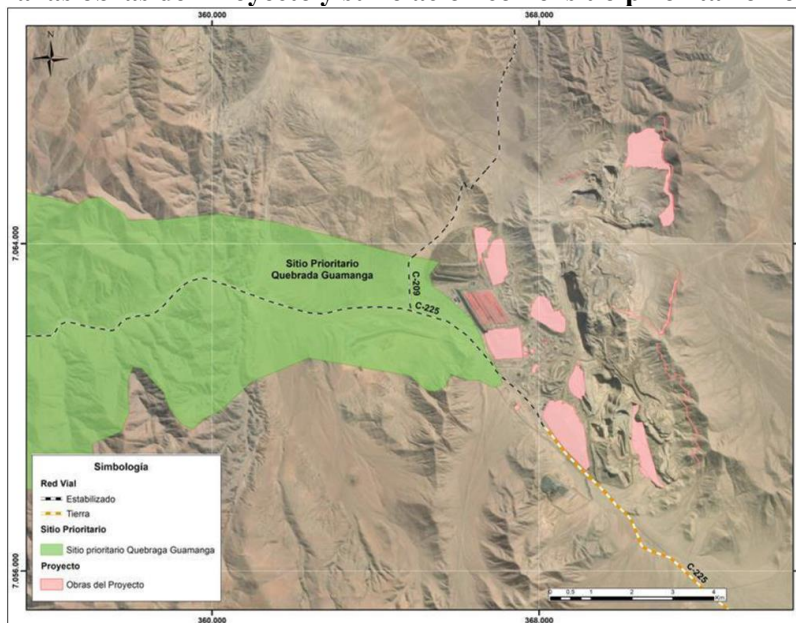 360.000
368.000
N
7.064.000
Sitio Prioritario
Quebrada Guamanga
C-209
C-225
Simbología
Red Vial
Estabilizado
Tierra
Sitio Prioritario
Sitio prioritario Quebraga Guamanga
Proyecto
Obras del Proyecto
7.056.000
C-225
0 0,5 1 2 3 4
Km
360.000
368.000